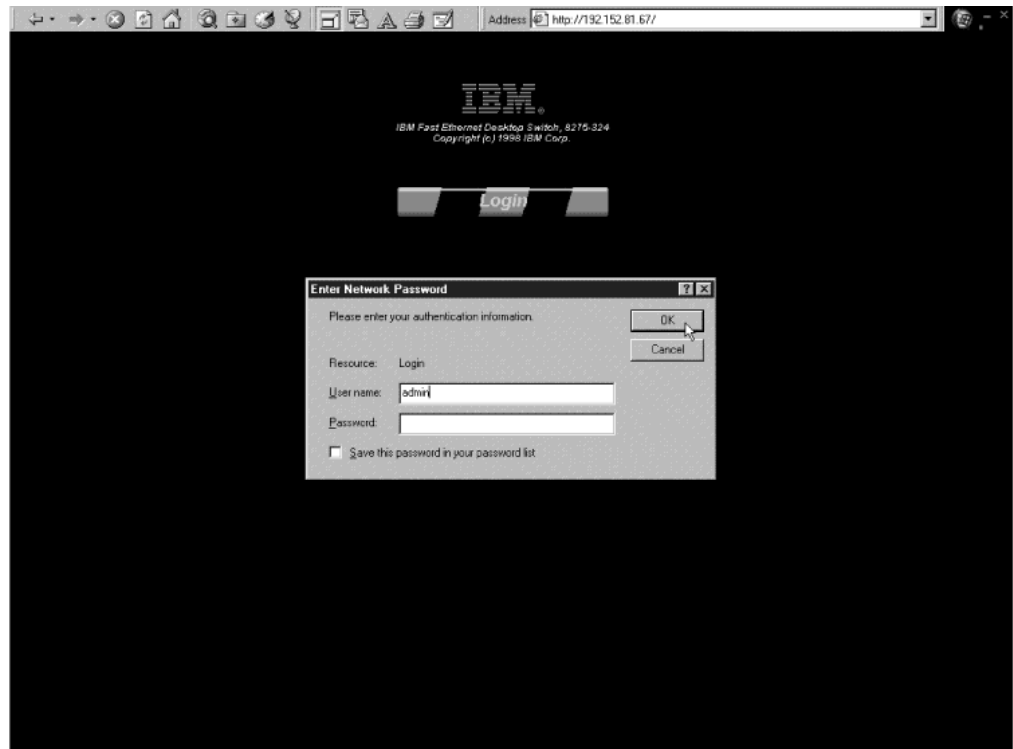 Address http://192.152.81.67/
IBM®
IBM Fast Ethernet Desktop Switch, 8275-324
Copyright (c) 1998 IBM Corp.
Login
Enter Network Password
Please enter your authentication information.
OK
Cancel
Resource: Login
User name: admin
Password:
Save this password in your password list